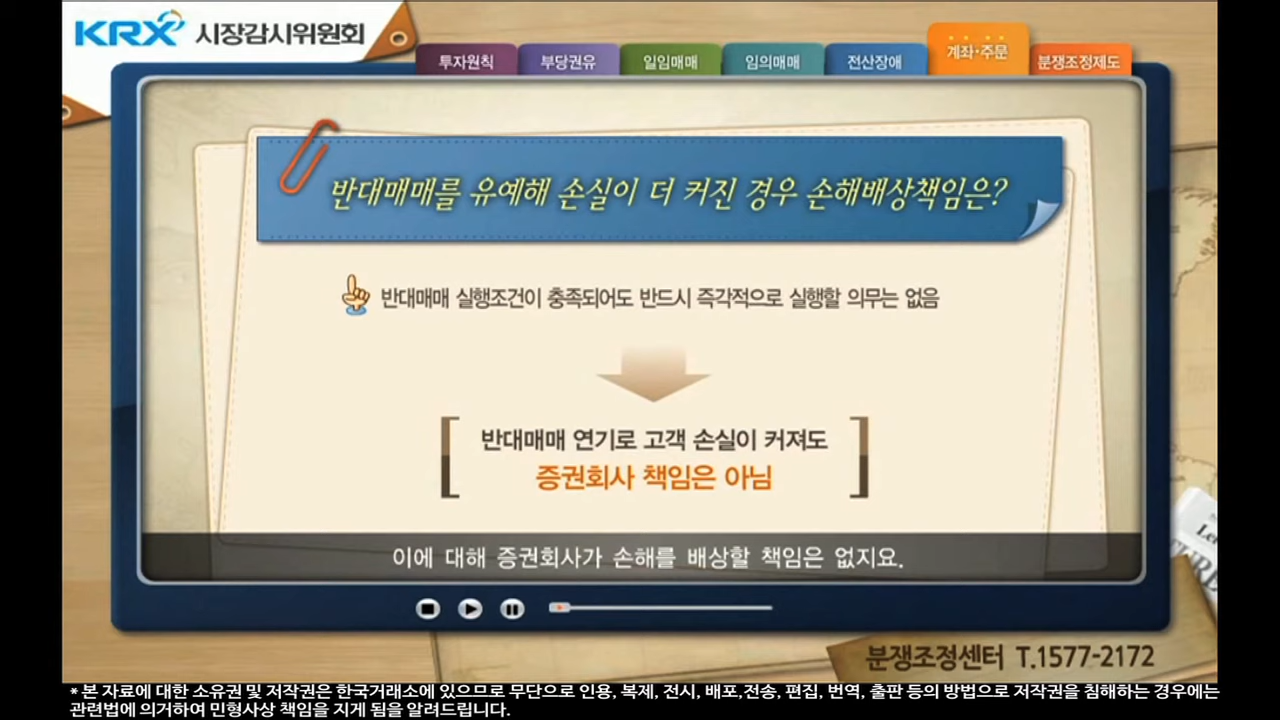 KRX 시장감시위원회
투자원칙 부당권유 일임매매 임의매매 전산장애 계좌·주문 분쟁조정제도
반대매매를 유예해 손실이 더 커진 경우 손해배상책임은?
반대매매 실행조건이 충족되어도 반드시 즉각적으로 실행할 의무는 없음
반대매매 연기로 고객 손실이 커져도
증권회사 책임은 아님
이에 대해 증권회사가 손해를 배상할 책임은 없지요.
분쟁조정센터 T.1577-2172
* 본 자료에 대한 소유권 및 저작권은 한국거래소에 있으므로 무단으로 인용, 복제, 전시, 배포,전송, 편집, 번역, 출판 등의 방법으로 저작권을 침해하는 경우에는
관련법에 의거하여 민형사상 책임을 지게 됨을 알려드립니다.